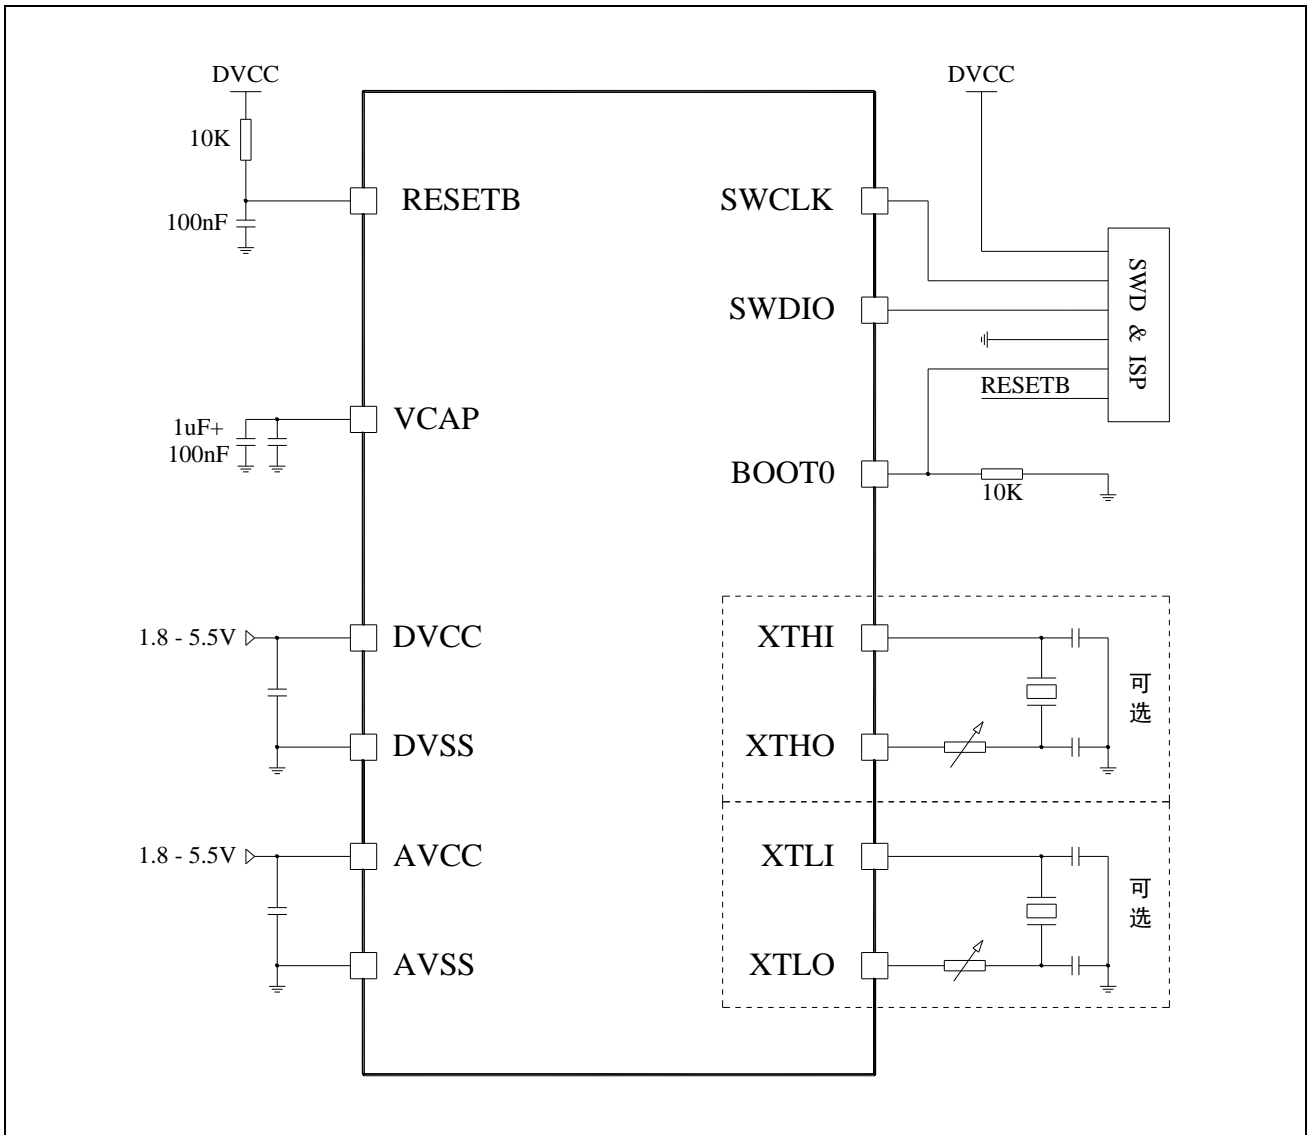 DVCC
10K
RESETB
100nF
VCAP
1uF+
100nF
1.8 - 5.5V
DVCC
DVSS
1.8 - 5.5V
AVCC
AVSS
DVCC
SWCLK
SWDIO
SWD & ISP
RESETB
BOOT0
10K
XTHI
XTHO
可
选
XTLI
XTLO
可
选